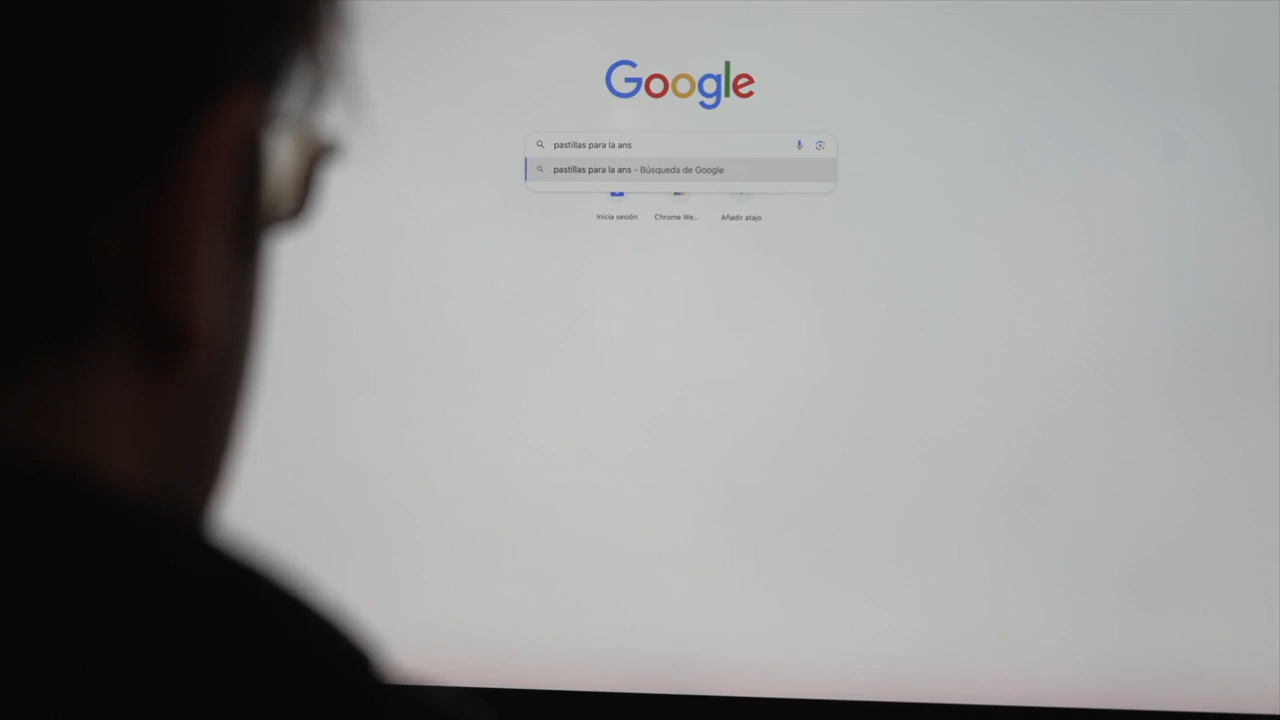 Google
pastillas para la ans
pastillas para la ans - Búsqueda de Google
Inicia sesión
Chrome We...
Añadir atajo